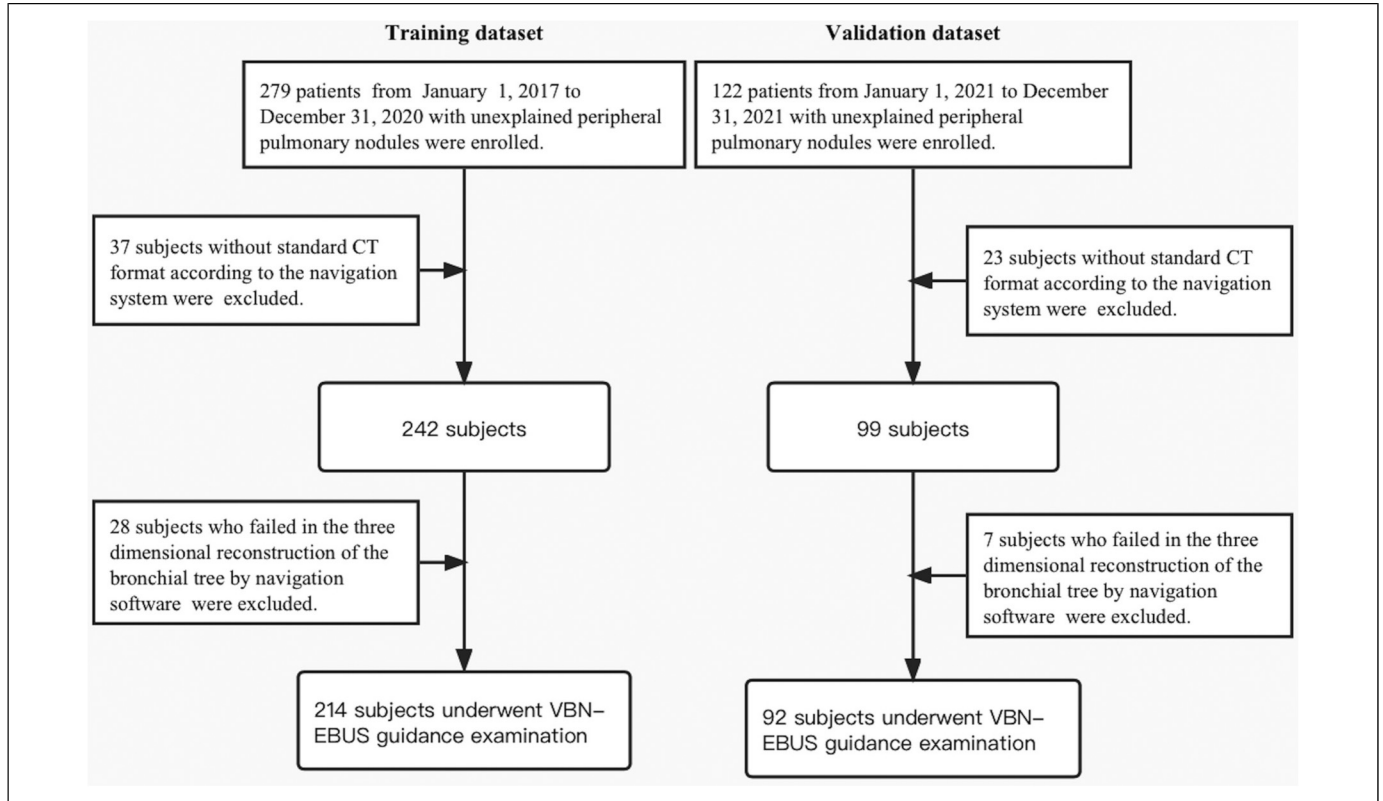 Training dataset
279 patients from January 1, 2017 to
December 31, 2020 with unexplained peripheral
pulmonary nodules were enrolled.
37 subjects without standard CT
format according to the navigation
system were excluded.
242 subjects
28 subjects who failed in the three
dimensional reconstruction of the
bronchial tree by navigation
software were excluded.
214 subjects underwent VBN–
EBUS guidance examination
Validation dataset
122 patients from January 1, 2021 to December
31, 2021 with unexplained peripheral
pulmonary nodules were enrolled.
23 subjects without standard CT
format according to the navigation
system were excluded.
99 subjects
7 subjects who failed in the three
dimensional reconstruction of the
bronchial tree by navigation
software were excluded.
92 subjects underwent VBN–
EBUS guidance examination